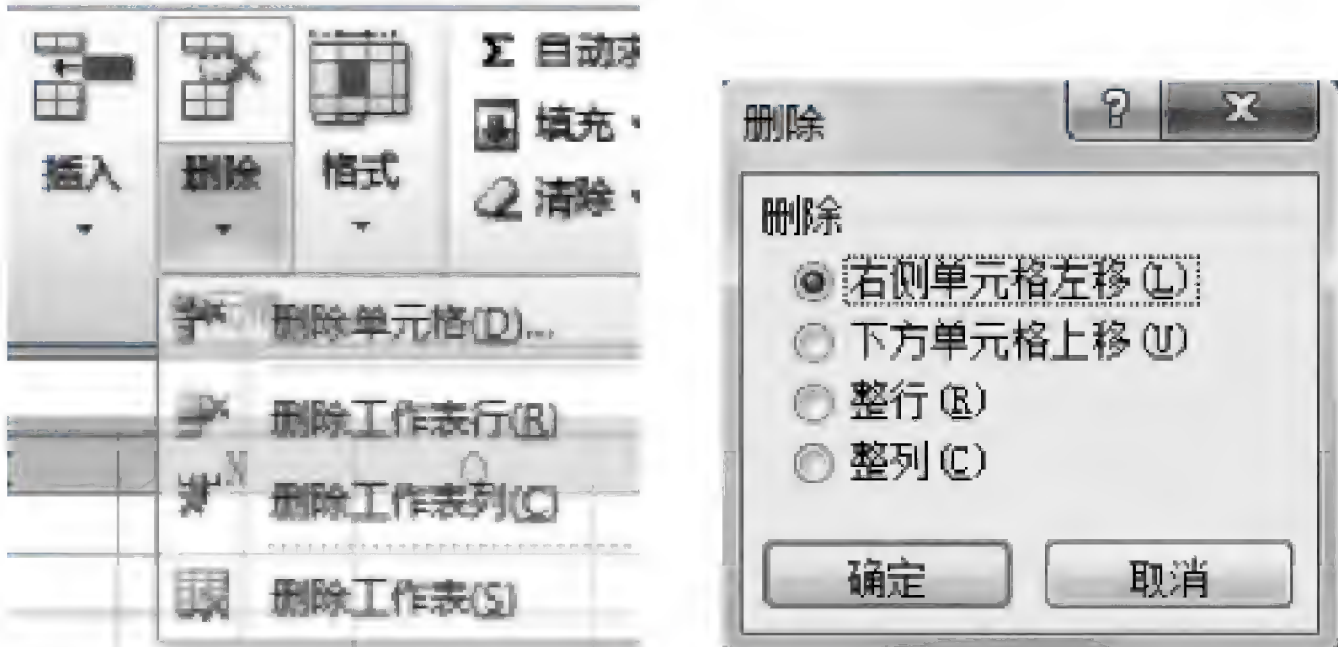 Σ 自动求
填充
清除
插入
删除
格式
删除单元格(D)...
删除工作表行(R)
N
O
删除工作表列(C)
删除工作表(S)
删除
?
X
删除
右侧单元格左移(L)
下方单元格上移(U)
整行(R)
整列(C)
确定
取消